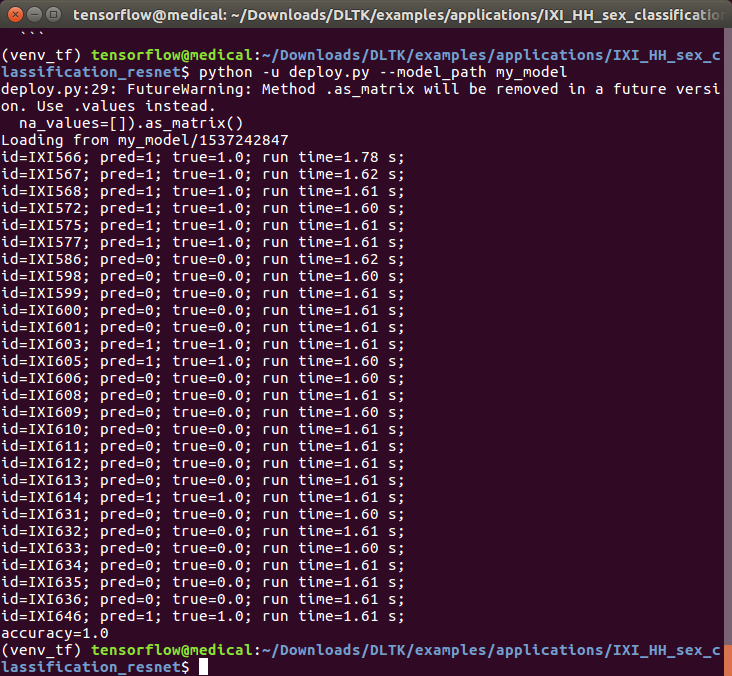 tensorflow@medical: ~/Downloads/DLTK/examples/applications/IXI_HH_sex_classification
```
(venv_tf) tensorflow@medical:~/Downloads/DLTK/examples/applications/IXI_HH_sex_c
lassification_resnet$ python -u deploy.py --model_path my_model
deploy.py:29: FutureWarning: Method .as_matrix will be removed in a future versi
on. Use .values instead.
  na_values=[]).as_matrix()
Loading from my_model/1537242847
id=IXI566; pred=1; true=1.0; run time=1.78 s;
id=IXI567; pred=1; true=1.0; run time=1.62 s;
id=IXI568; pred=1; true=1.0; run time=1.61 s;
id=IXI572; pred=1; true=1.0; run time=1.60 s;
id=IXI575; pred=1; true=1.0; run time=1.61 s;
id=IXI577; pred=1; true=1.0; run time=1.61 s;
id=IXI586; pred=0; true=0.0; run time=1.62 s;
id=IXI598; pred=0; true=0.0; run time=1.60 s;
id=IXI599; pred=0; true=0.0; run time=1.61 s;
id=IXI600; pred=0; true=0.0; run time=1.61 s;
id=IXI601; pred=0; true=0.0; run time=1.61 s;
id=IXI603; pred=1; true=1.0; run time=1.61 s;
id=IXI605; pred=1; true=1.0; run time=1.60 s;
id=IXI606; pred=0; true=0.0; run time=1.60 s;
id=IXI608; pred=0; true=0.0; run time=1.61 s;
id=IXI609; pred=0; true=0.0; run time=1.60 s;
id=IXI610; pred=0; true=0.0; run time=1.61 s;
id=IXI611; pred=0; true=0.0; run time=1.61 s;
id=IXI612; pred=0; true=0.0; run time=1.61 s;
id=IXI613; pred=0; true=0.0; run time=1.61 s;
id=IXI614; pred=1; true=1.0; run time=1.61 s;
id=IXI631; pred=0; true=0.0; run time=1.60 s;
id=IXI632; pred=0; true=0.0; run time=1.61 s;
id=IXI633; pred=0; true=0.0; run time=1.60 s;
id=IXI634; pred=0; true=0.0; run time=1.61 s;
id=IXI635; pred=0; true=0.0; run time=1.61 s;
id=IXI636; pred=0; true=0.0; run time=1.61 s;
id=IXI646; pred=1; true=1.0; run time=1.61 s;
accuracy=1.0
(venv_tf) tensorflow@medical:~/Downloads/DLTK/examples/applications/IXI_HH_sex_c
lassification_resnet$